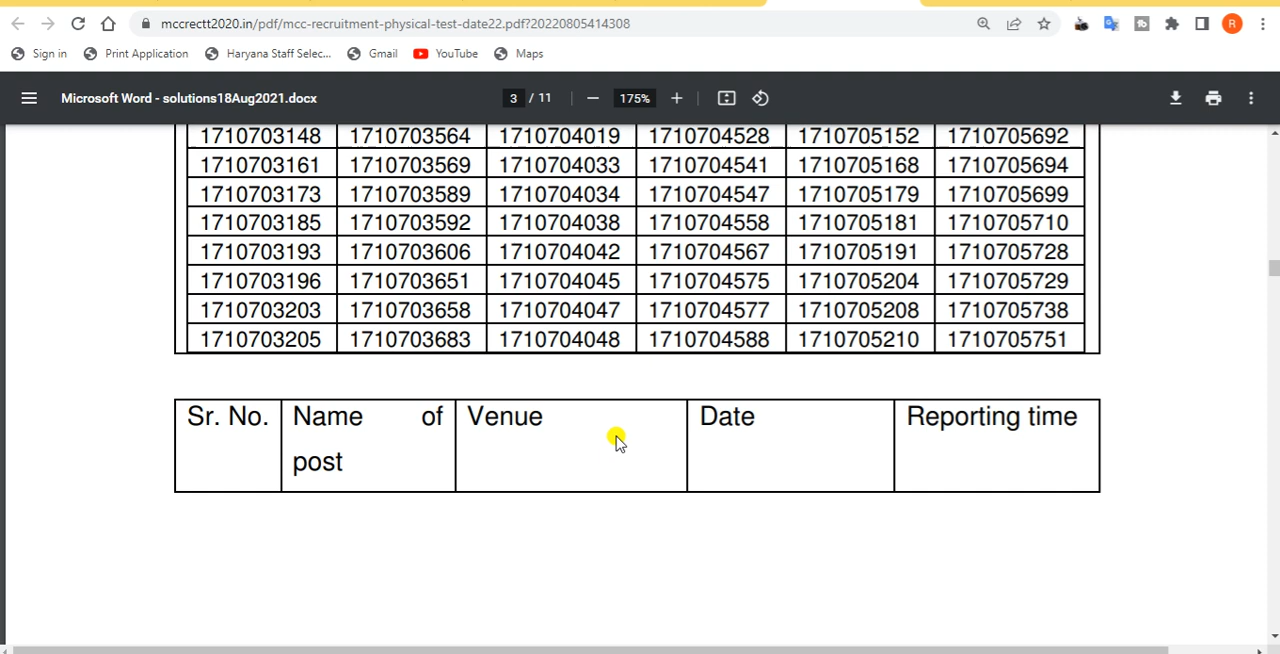 mccrectt2020.in/pdf/mcc-recruitment-physical-test-date22.pdf?20220805414308
R
Sign in Print Application Haryana Staff Selec... Gmail YouTube Maps
Microsoft Word - solutions18Aug2021.docx 3 / 11 175%
1710703148 1710703564 1710704019 1710704528 1710705152 1710705692
1710703161 1710703569 1710704033 1710704541 1710705168 1710705694
1710703173 1710703589 1710704034 1710704547 1710705179 1710705699
1710703185 1710703592 1710704038 1710704558 1710705181 1710705710
1710703193 1710703606 1710704042 1710704567 1710705191 1710705728
1710703196 1710703651 1710704045 1710704575 1710705204 1710705729
1710703203 1710703658 1710704047 1710704577 1710705208 1710705738
1710703205 1710703683 1710704048 1710704588 1710705210 1710705751
Sr. No. Name of Venue Date Reporting time
post